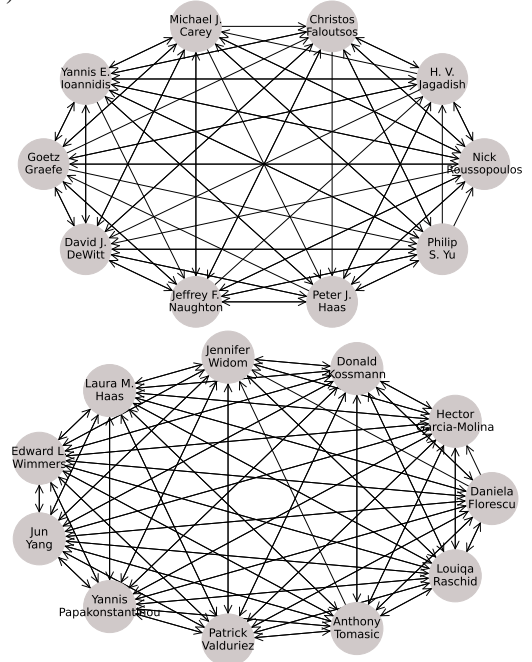 Michael J.
Carey
Christos
Faloutsos
Yannis E.
Ioannidis
H. V.
Jagadish
Goetz
Graefe
Nick
Roussopoulos
David J.
DeWitt
Philip
S. Yu
Jeffrey F.
Naughton
Peter J.
Haas
Jennifer
Widom
Donald
Kossmann
Laura M.
Haas
Hector
Garcia-Molina
Edward L.
Wimmers
Daniela
Florescu
Jun
Yang
Louiqa
Raschid
Yannis
Papakonstantinou
Patrick
Valduriez
Anthony
Tomasic